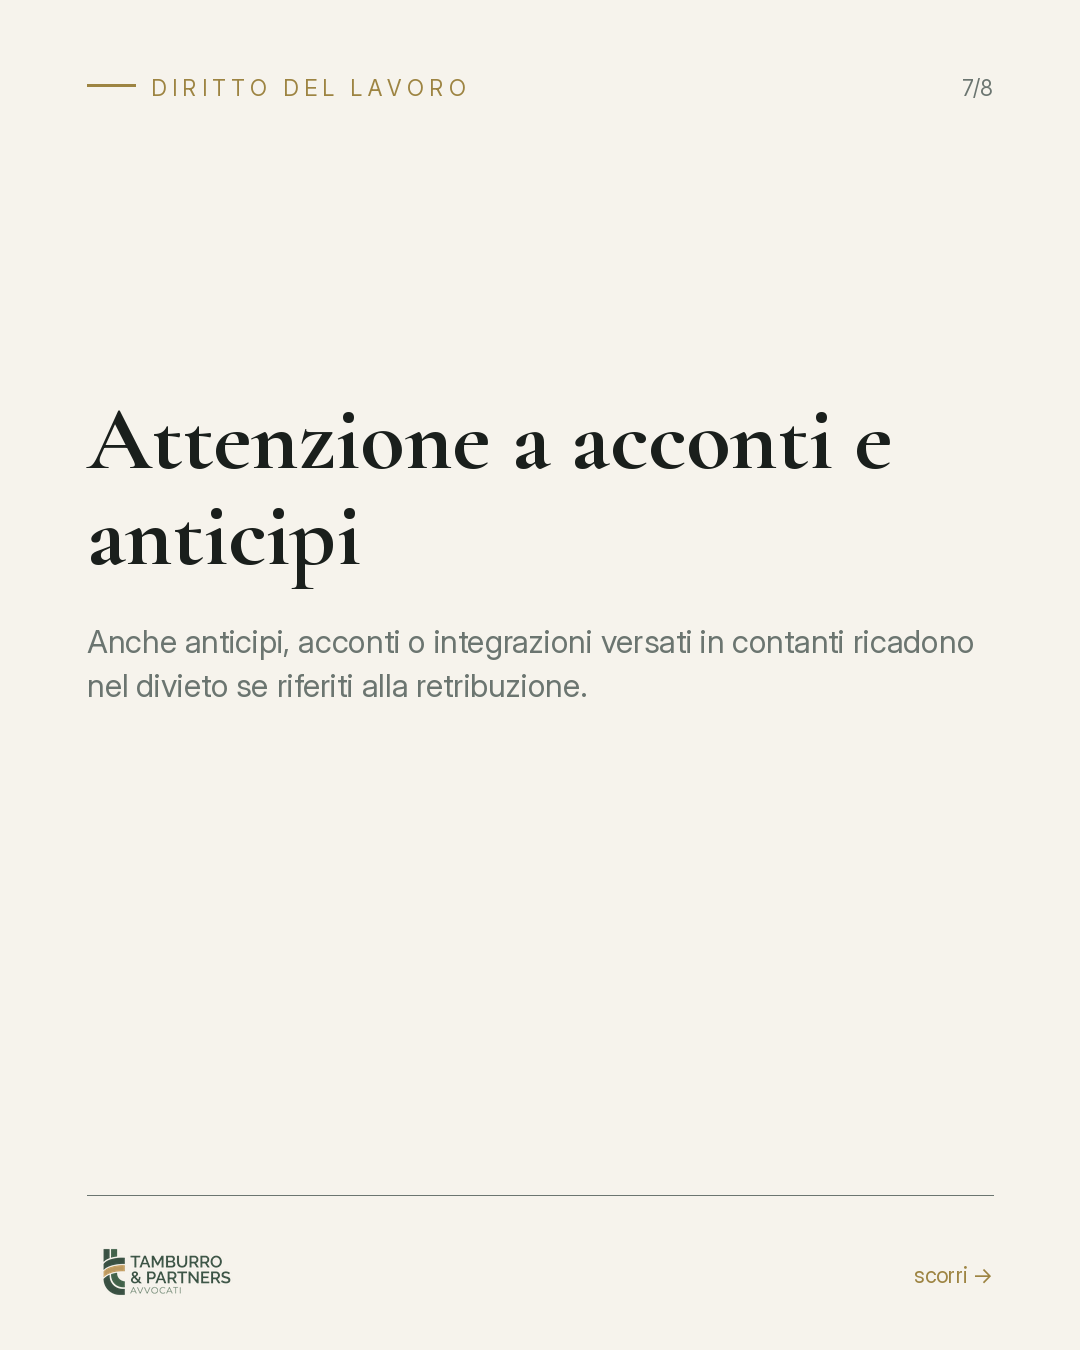 DIRITTO DEL LAVORO
7/8
Attenzione a acconti e
anticipi
Anche anticipi, acconti o integrazioni versati in contanti ricadono
nel divieto se riferiti alla retribuzione.
TAMBURRO
& PARTNERS
AVVOCATI
scorri →